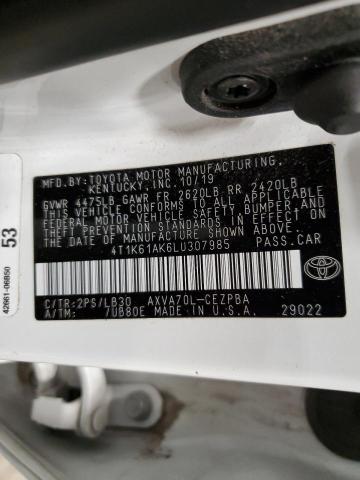 MFD.BY: TOYOTA MOTOR MANUFACTURING,
KENTUCKY, INC. 10/19
GVWR 4475LB GAWR FR 2620LB RR 2420LB
THIS VEHICLE CONFORMS TO ALL APPLICABLE
FEDERAL MOTOR VEHICLE SAFETY, BUMPER, AND
THEFT PREVENTION STANDARDS IN EFFECT ON
THE DATE OF MANUFACTURE SHOWN ABOVE.
4T1K61AK6LU307985 PASS.CAR
C/TR:2PS/LB30 AXVA70L-CEZPBA
A/TM: 7UB80E MADE IN U.S.A. 29022
TOYOTA
53
42661-06B50